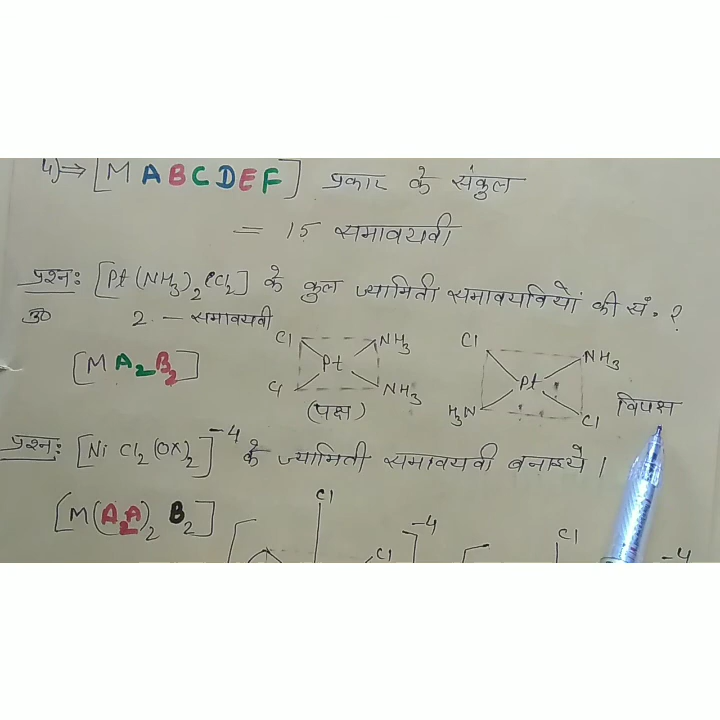 4)⇒ [M A B C D E F] प्रकार के संकुल
= 15 समावयवी
प्रश्नः [Pt(NH₃)₂Cl₂] के कुल ज्यामिती समावयवियों की सं. ?
उ० 2. – समावयवी
[M A₂B₂]
Cl NH₃
Pt
Cl NH₃
(पक्ष)
Cl NH₃
Pt
H₃N Cl
विपक्ष
प्रश्नः [Ni Cl₂(OX)₂]⁻⁴ के ज्यामिती समावयवी बनाइये।
[M(AA)₂ B₂]
Cl
Cl
-4
Cl
-4